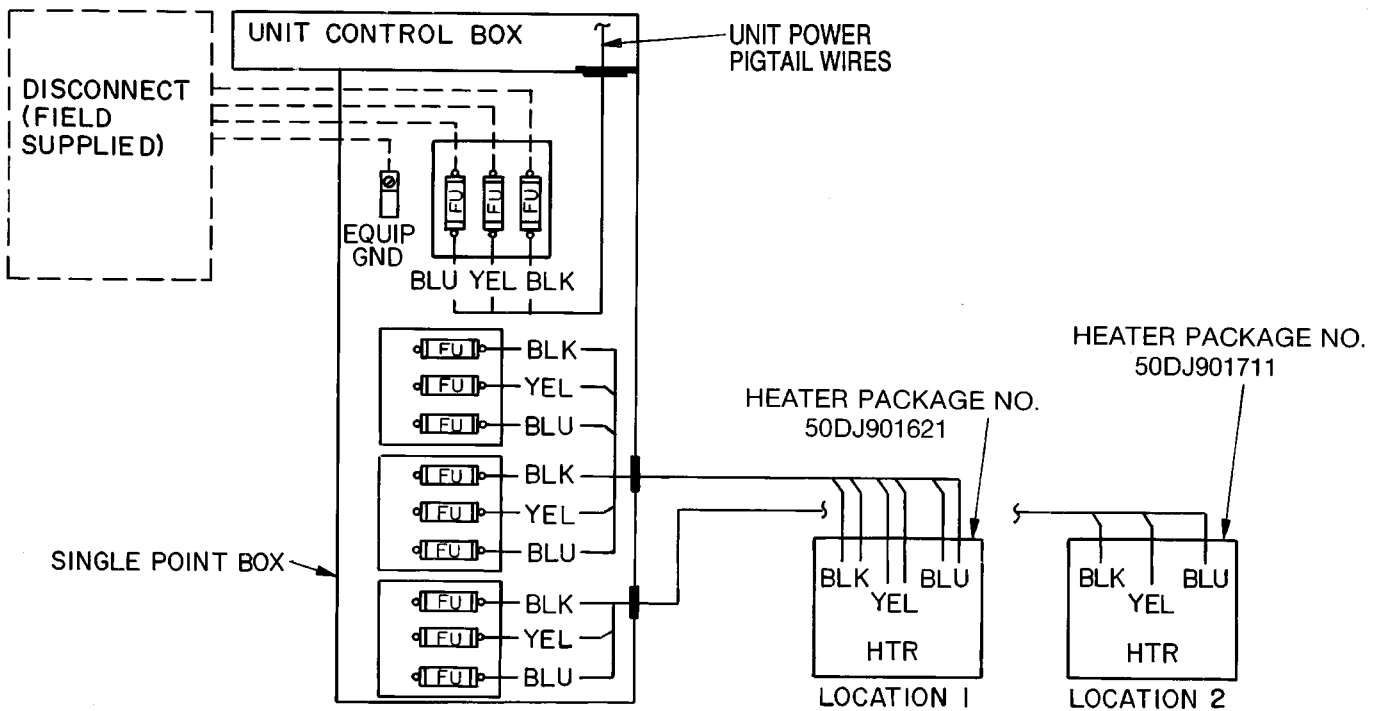 UNIT CONTROL BOX
UNIT POWER
PIGTAIL WIRES
DISCONNECT
(FIELD
SUPPLIED)
FU FU FU
EQUIP
GND
BLU YEL BLK
FU BLK
FU YEL
FU BLU
FU BLK
FU YEL
FU BLU
FU BLK
FU YEL
FU BLU
SINGLE POINT BOX
HEATER PACKAGE NO.
50DJ901621
HEATER PACKAGE NO.
50DJ901711
BLK YEL BLU
HTR
LOCATION 1
BLK YEL BLU
HTR
LOCATION 2